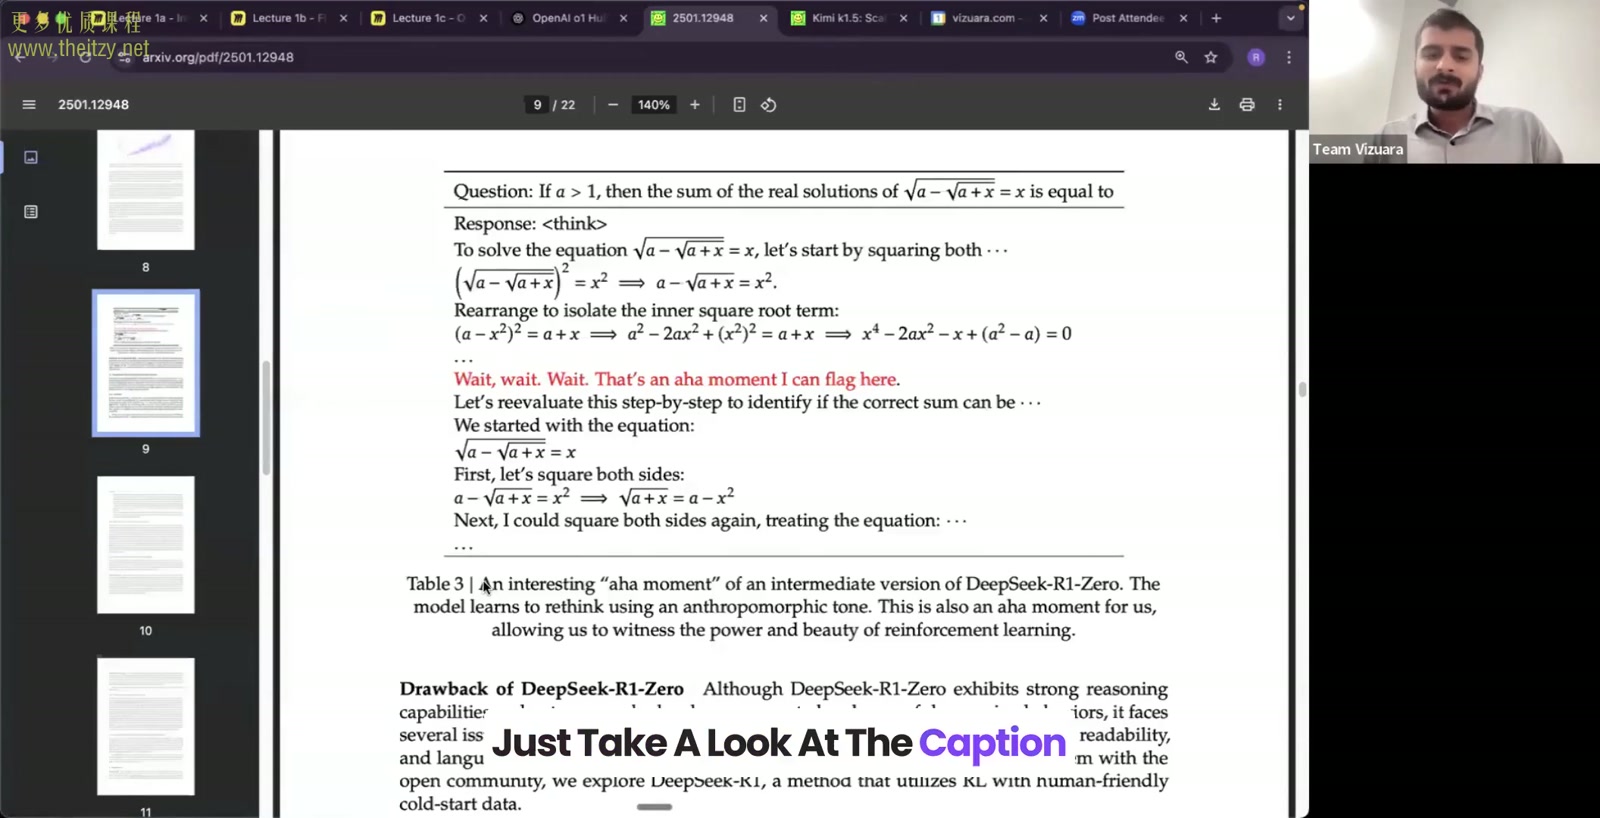 更多优质课程
www.theitzy.net
Lecture 1a - In
Lecture 1b - F
Lecture 1c - O
OpenAI o1 Hu
2501.12948
Kimi k1.5: Sca
vizuara.com -
Post Attendee
arxiv.org/pdf/2501.12948
R
2501.12948
9 / 22
140%
Team Vizuara
8
9
10
11
Question: If a > 1, then the sum of the real solutions of √(a − √(a + x)) = x is equal to
Response: <think>
To solve the equation √(a − √(a + x)) = x, let's start by squaring both ···
(√(a − √(a + x)))² = x² ⟹ a − √(a + x) = x².
Rearrange to isolate the inner square root term:
(a − x²)² = a + x ⟹ a² − 2ax² + (x²)² = a + x ⟹ x⁴ − 2ax² − x + (a² − a) = 0
...
Wait, wait. Wait. That's an aha moment I can flag here.
Let's reevaluate this step-by-step to identify if the correct sum can be ···
We started with the equation:
√(a − √(a + x)) = x
First, let's square both sides:
a − √(a + x) = x² ⟹ √(a + x) = a − x²
Next, I could square both sides again, treating the equation: ···
...
Table 3 | An interesting “aha moment” of an intermediate version of DeepSeek-R1-Zero. The
model learns to rethink using an anthropomorphic tone. This is also an aha moment for us,
allowing us to witness the power and beauty of reinforcement learning.
Drawback of DeepSeek-R1-Zero Although DeepSeek-R1-Zero exhibits strong reasoning
capabilities iors, it faces
several iss readability,
and langu m with the
Just Take A Look At The Caption
open community, we explore DeepSeek-R1, a method that utilizes RL with human-friendly
cold-start data.